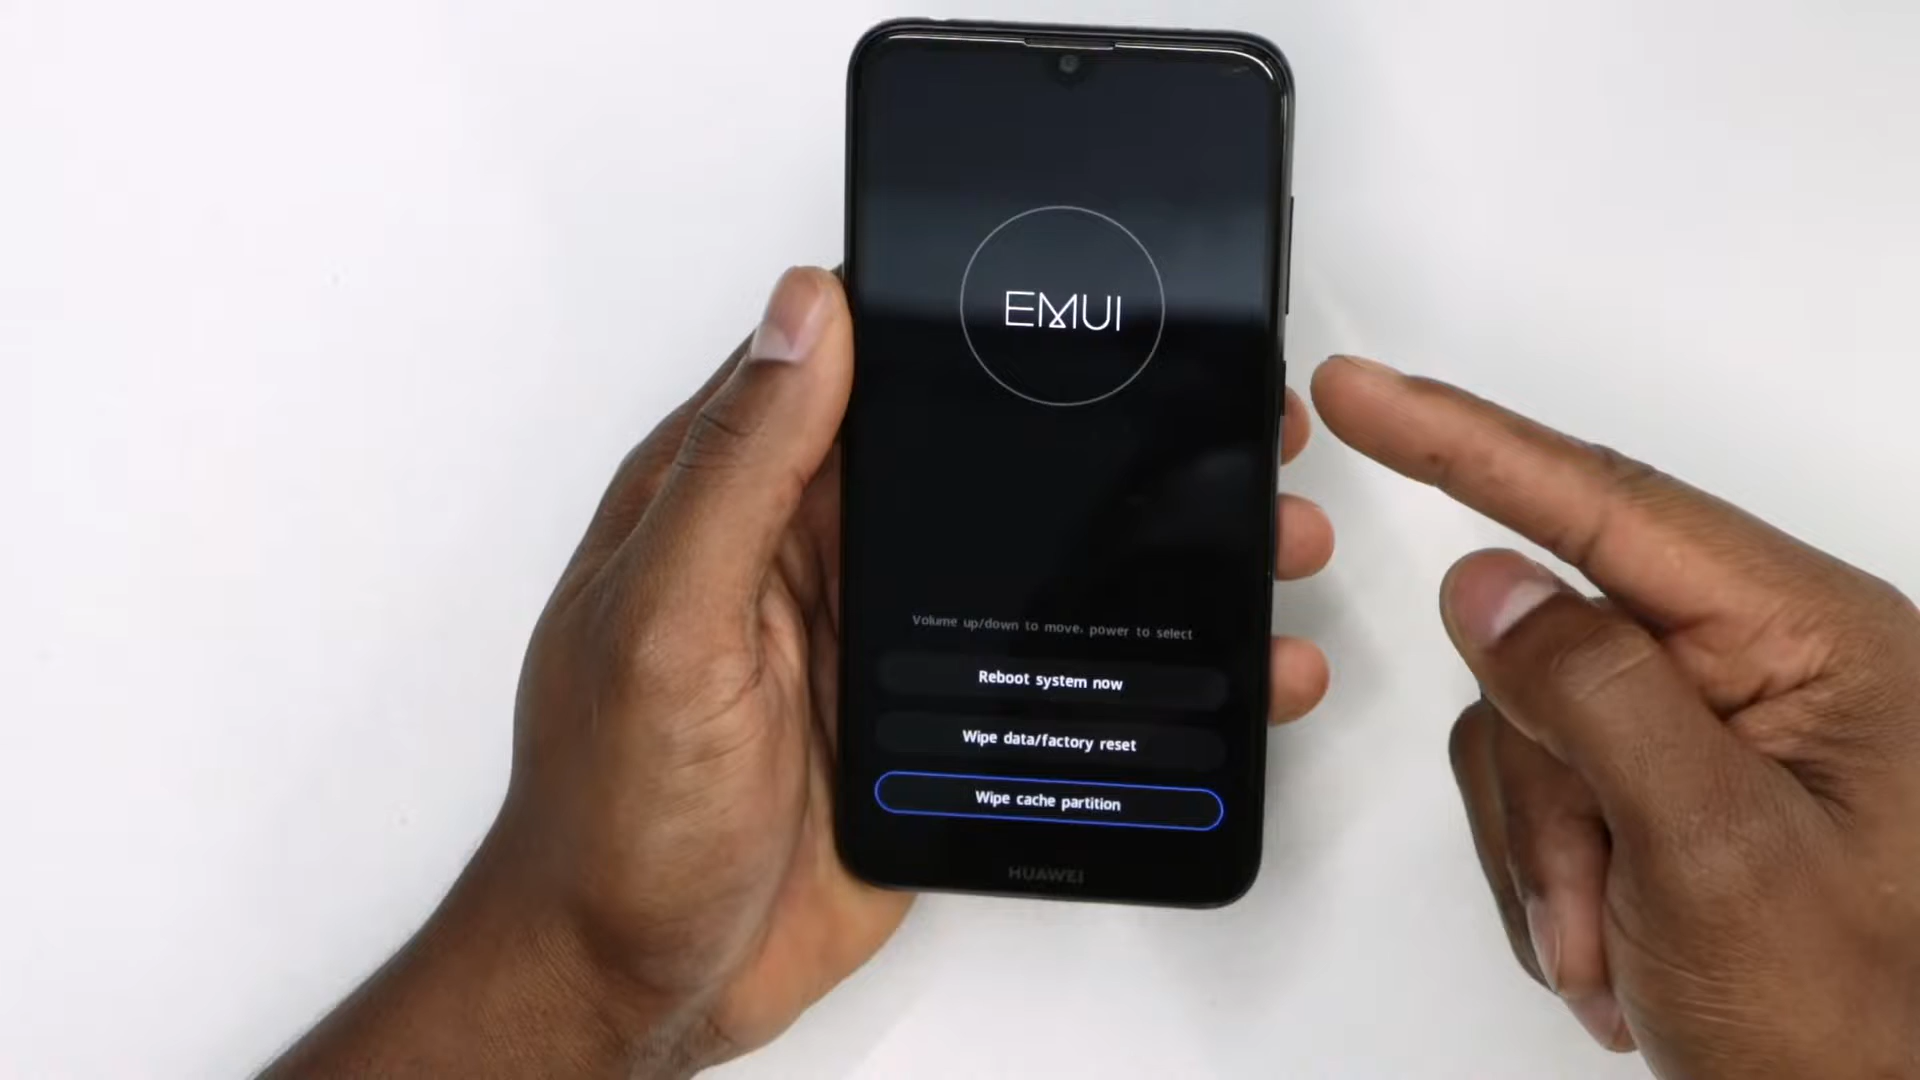 EMUI
Volume up/down to move, power to select
Reboot system now
Wipe data/factory reset
Wipe cache partition
HUAWEI